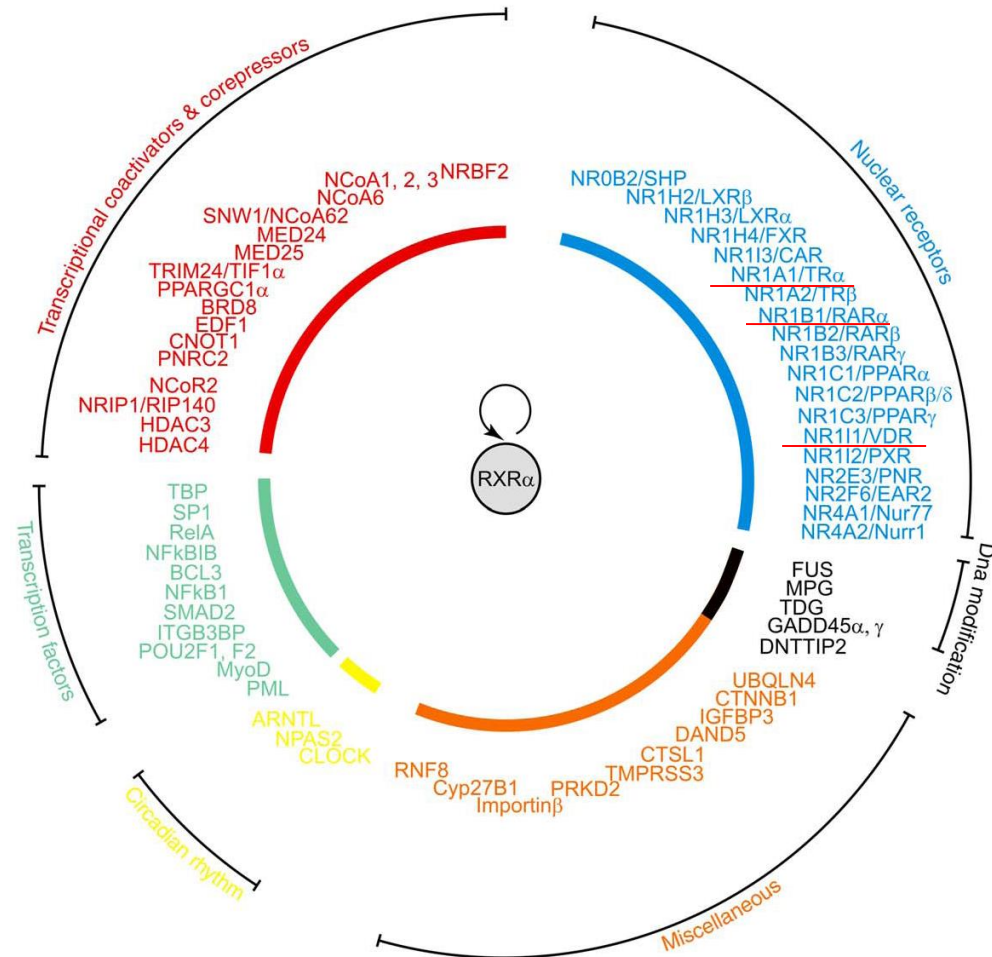 Transcriptional coactivators & corepressors
NRBF2
NCoA1, 2, 3
NCoA6
SNW1/NCoA62
MED24
MED25
TRIM24/TIF1α
PPARGC1α
BRD8
EDF1
CNOT1
PNRC2
NCoR2
NRIP1/RIP140
HDAC3
HDAC4
Nuclear receptors
NR0B2/SHP
NR1H2/LXRβ
NR1H3/LXRα
NR1H4/FXR
NR1I3/CAR
NR1A1/TRα
NR1A2/TRβ
NR1B1/RARα
NR1B2/RARβ
NR1B3/RARγ
NR1C1/PPARα
NR1C2/PPARβ/δ
NR1C3/PPARγ
NR1I1/VDR
NR1I2/PXR
NR2E3/PNR
NR2F6/EAR2
NR4A1/Nur77
NR4A2/Nurr1
RXRα
Dna modification
FUS
MPG
TDG
GADD45α, γ
DNTTIP2
Transcription factors
TBP
SP1
RelA
NFkBIB
BCL3
NFkB1
SMAD2
ITGB3BP
POU2F1, F2
MyoD
PML
Circadian rhythm
ARNTL
NPAS2
CLOCK
Miscellaneous
UBQLN4
CTNNB1
IGFBP3
DAND5
CTSL1
TMPRSS3
PRKD2
Importinβ
Cyp27B1
RNF8